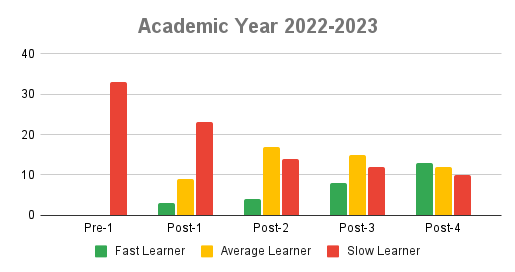 Academic Year 2022-2023
40
30
20
10
0
Pre-1 Post-1 Post-2 Post-3 Post-4
Fast Learner Average Learner Slow Learner